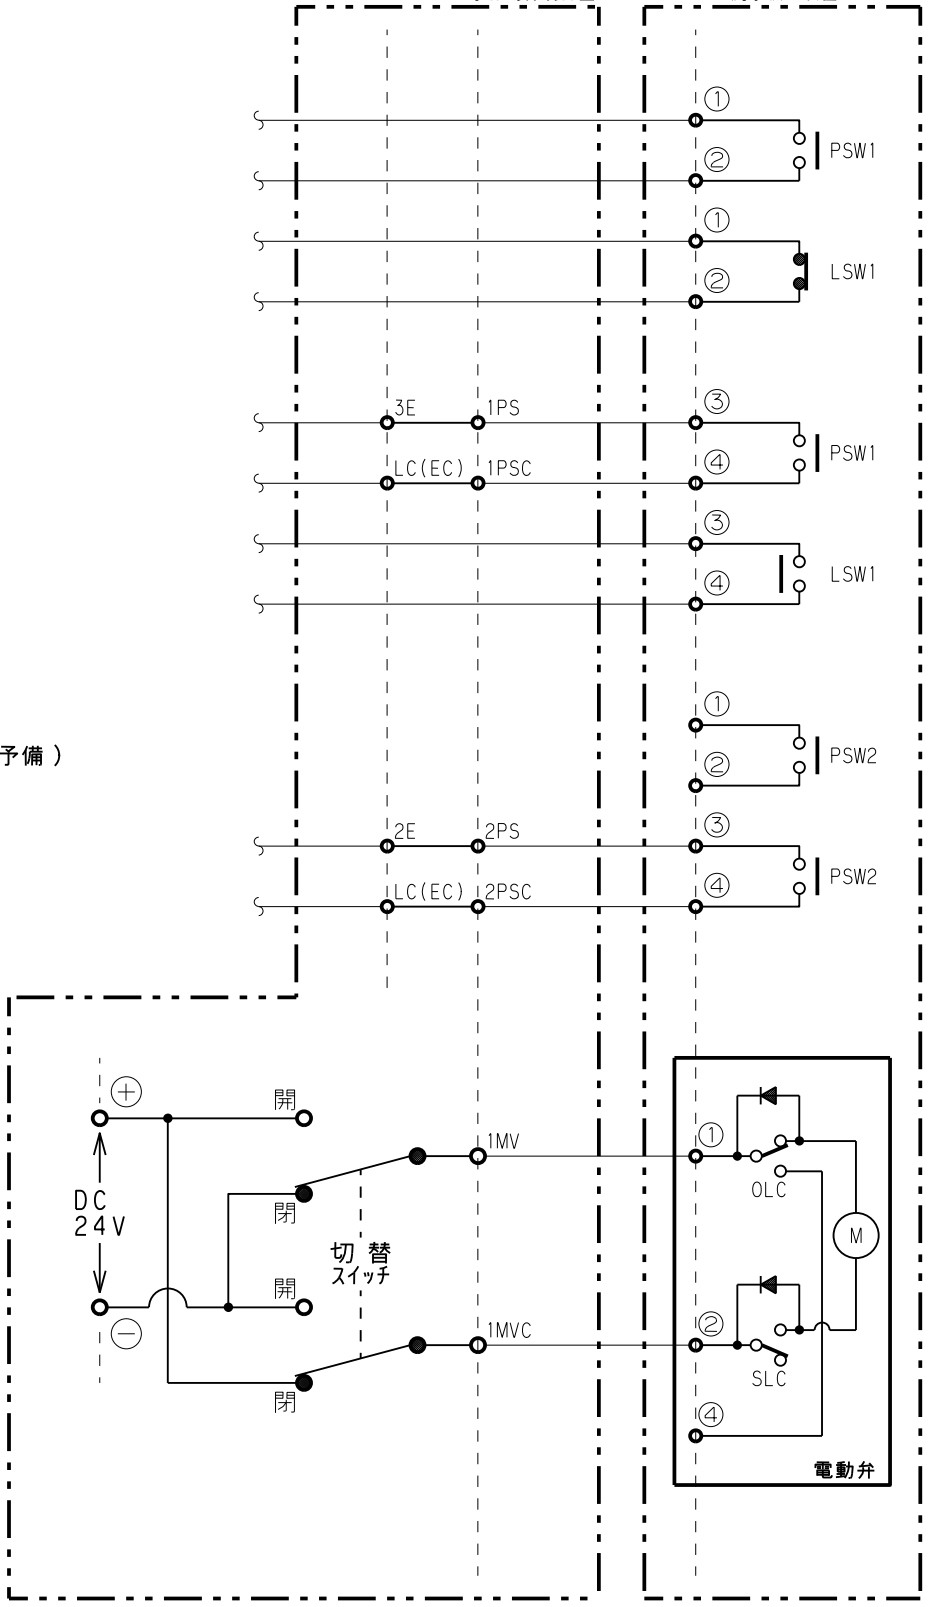 ①
PSW1
②
①
LSW1
②
3E 1PS ③
PSW1
LC(EC) 1PSC ④
③
LSW1
④
①
予備 )
PSW2
②
2E 2PS ③
PSW2
LC(EC) 2PSC ④
⊕ 開
1MV ①
OLC
DC
24V
閉
切替
スイッチ
M
開
⊖
1MVC ②
SLC
閉
④
電動弁